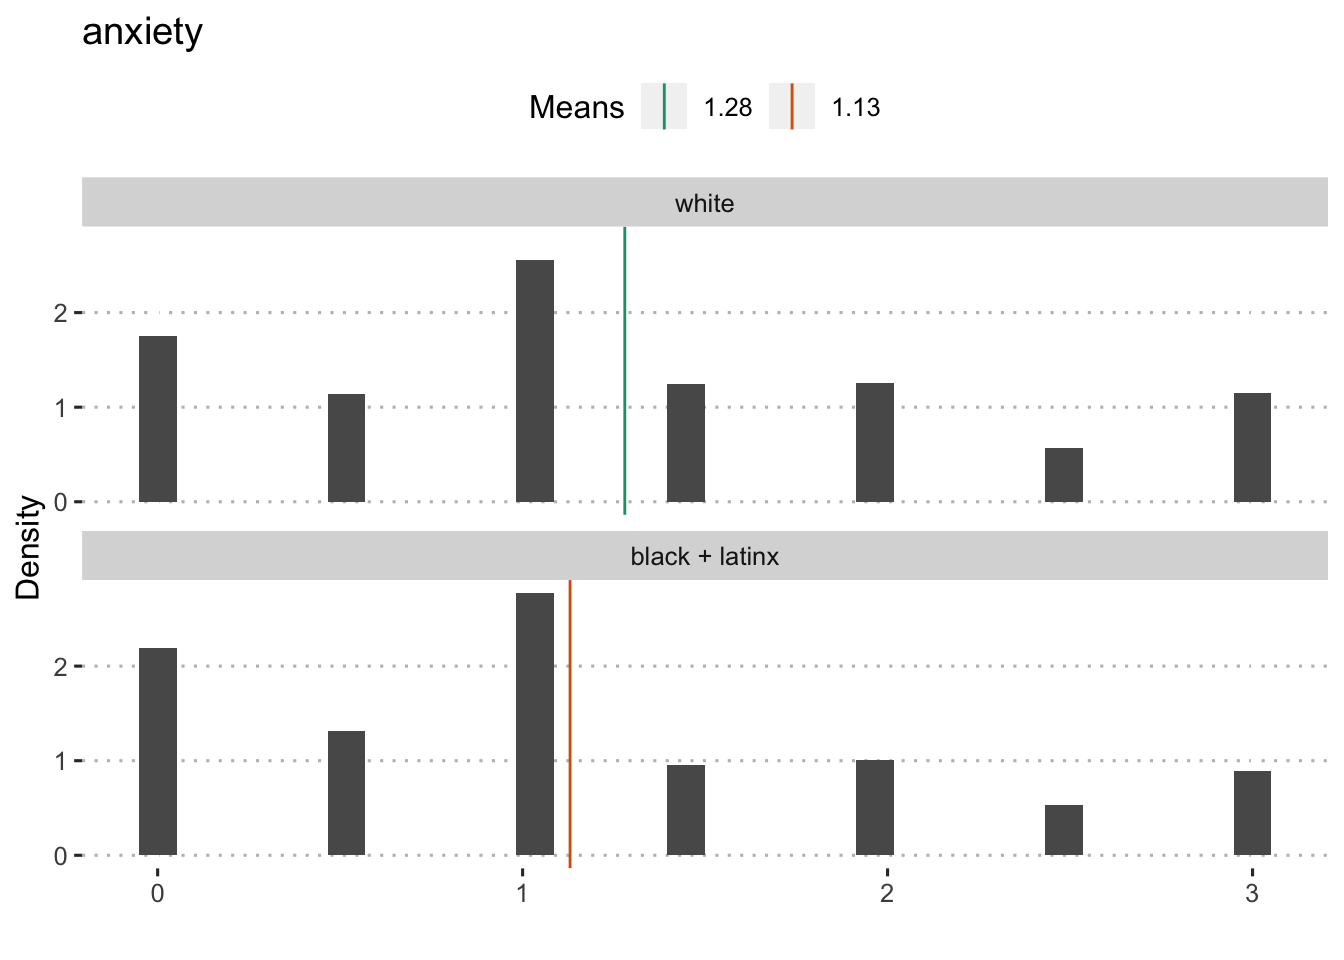 anxiety
Means 1.28 1.13
white
2
1
0
Density
black + latinx
2
1
0
0 1 2 3